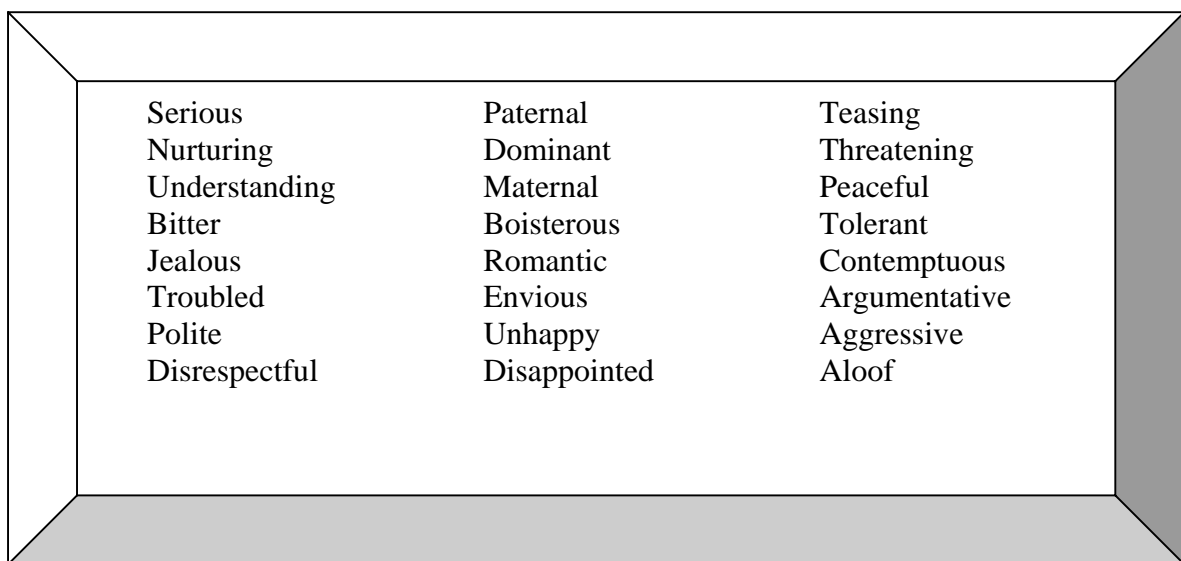 Serious Paternal Teasing
Nurturing Dominant Threatening
Understanding Maternal Peaceful
Bitter Boisterous Tolerant
Jealous Romantic Contemptuous
Troubled Envious Argumentative
Polite Unhappy Aggressive
Disrespectful Disappointed Aloof